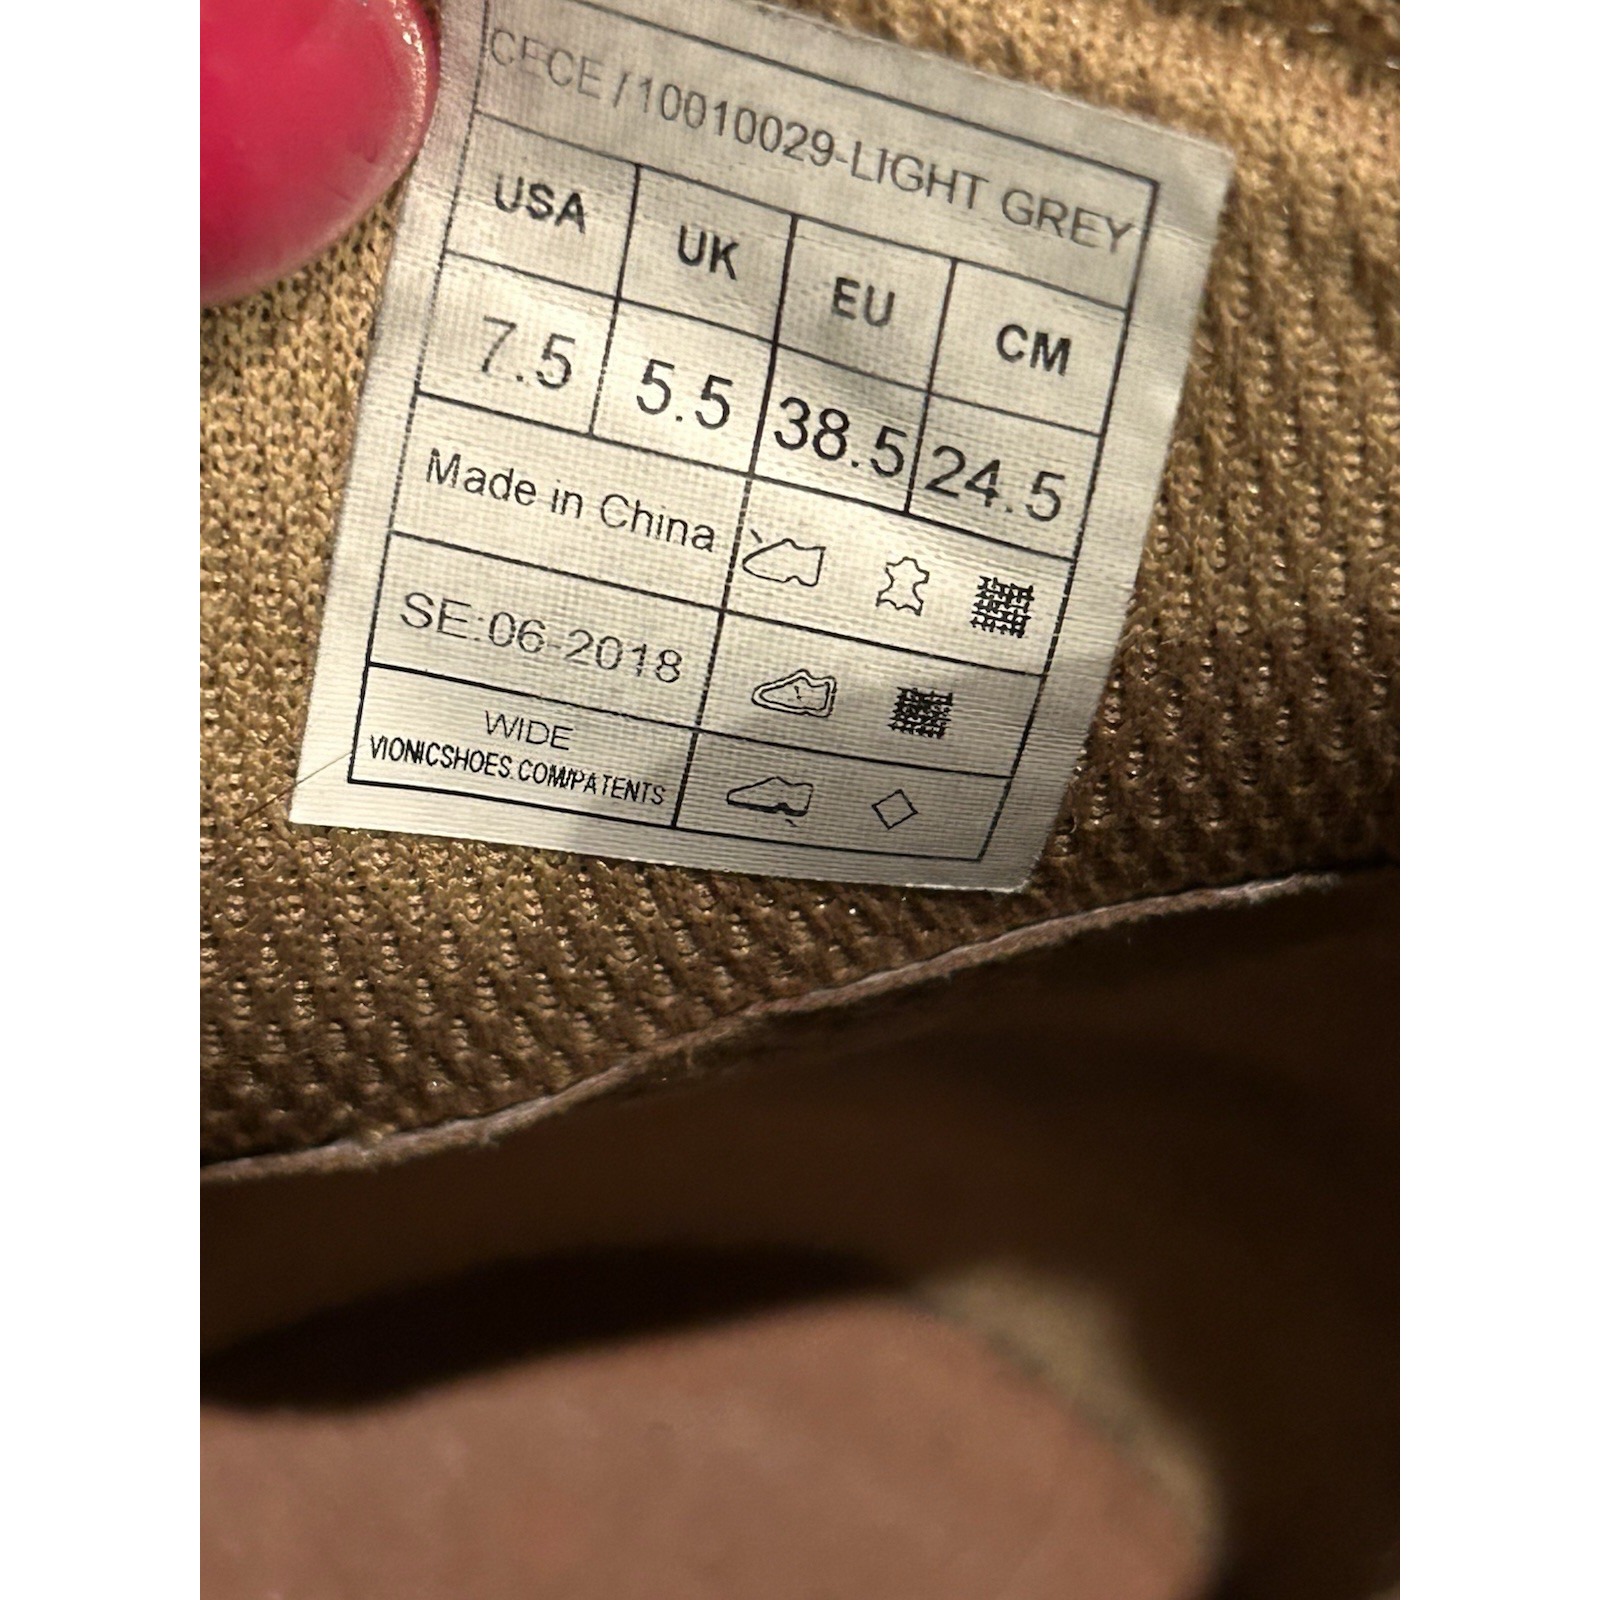 CECE / 10010029-LIGHT GREY
USA UK EU CM
7.5 5.5 38.5 24.5
Made in China
SE:06-2018
WIDE
VIONICSHOES.COM/PATENTS